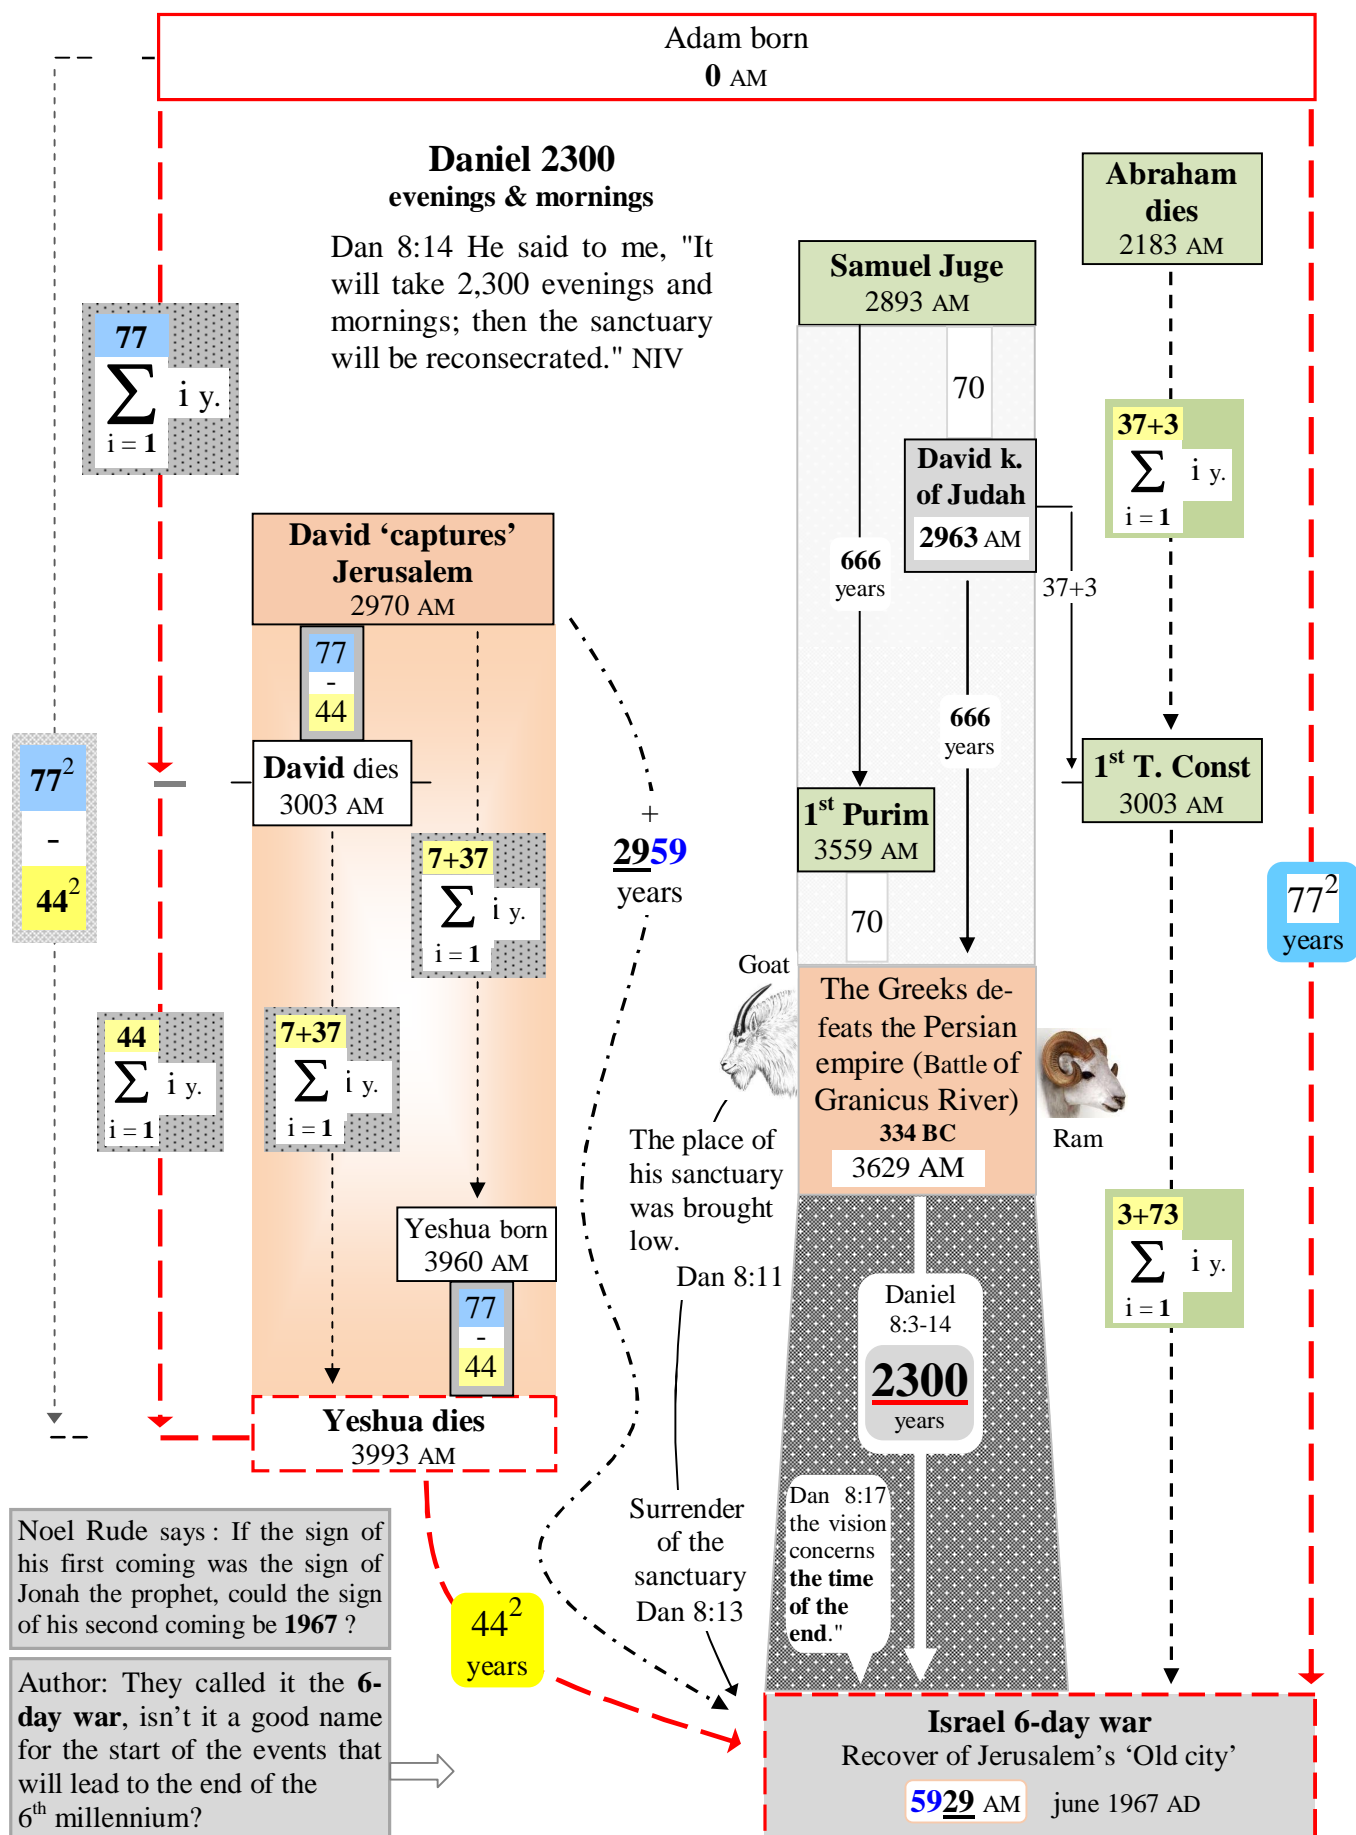 Adam born
0 AM
Daniel 2300
evenings & mornings
Dan 8:14 He said to me, "It
will take 2,300 evenings and
mornings; then the sanctuary
will be reconsecrated." NIV
Abraham
dies
2183 AM
Samuel Juge
2893 AM
77
∑ i y.
i = 1
70
37+3
∑ i y.
i = 1
David k.
of Judah
2963 AM
David ‘captures’
Jerusalem
2970 AM
666
years
37+3
77
-
44
666
years
77²
-
44²
David dies
3003 AM
1st T. Const
3003 AM
1st Purim
3559 AM
+
2959
years
7+37
∑ i y.
i = 1
77²
years
70
Goat
The Greeks de-
feats the Persian
empire (Battle of
Granicus River)
334 BC
3629 AM
Ram
44
∑ i y.
i = 1
7+37
∑ i y.
i = 1
The place of
his sanctuary
was brought
low.
Dan 8:11
Yeshua born
3960 AM
3+73
∑ i y.
i = 1
77
-
44
Daniel
8:3-14
2300
years
Yeshua dies
3993 AM
Dan 8:17
the vision
concerns
the time
of the
end."
Surrender
of the
sanctuary
Dan 8:13
Noel Rude says : If the sign of
his first coming was the sign of
Jonah the prophet, could the sign
of his second coming be 1967 ?
44²
years
Author: They called it the 6-
day war, isn’t it a good name
for the start of the events that
will lead to the end of the
6th millennium?
Israel 6-day war
Recover of Jerusalem’s ‘Old city’
5929 AM june 1967 AD